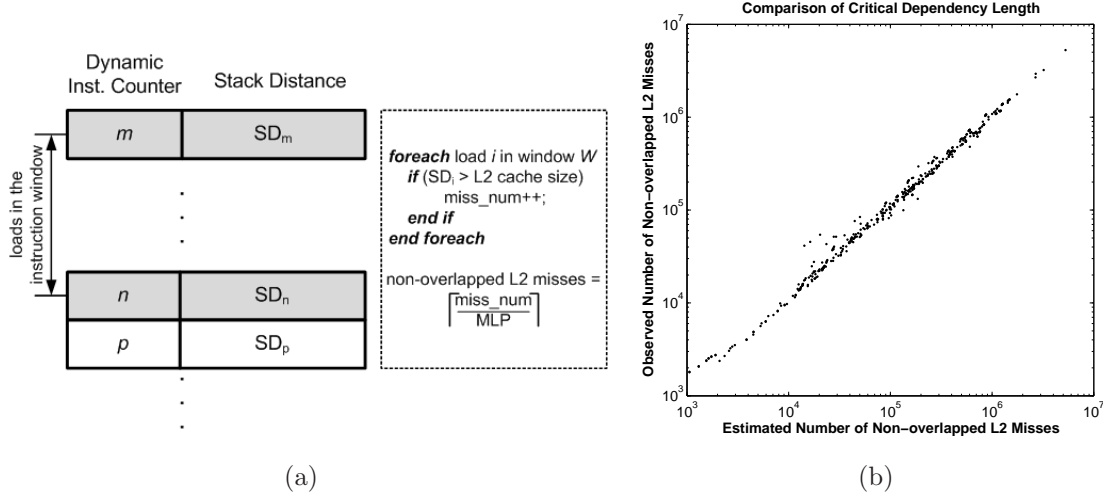 Dynamic
Inst. Counter
Stack Distance
m
SD_m
loads in the
instruction window
n
SD_n
p
SD_p
foreach load i in window W
if (SD_i > L2 cache size)
miss_num++;
end if
end foreach
non-overlapped L2 misses =
⌈miss_num
MLP⌉
(a)
Comparison of Critical Dependency Length
Observed Number of Non−overlapped L2 Misses
10^7
10^6
10^5
10^4
10^3
10^3 10^4 10^5 10^6 10^7
Estimated Number of Non−overlapped L2 Misses
(b)